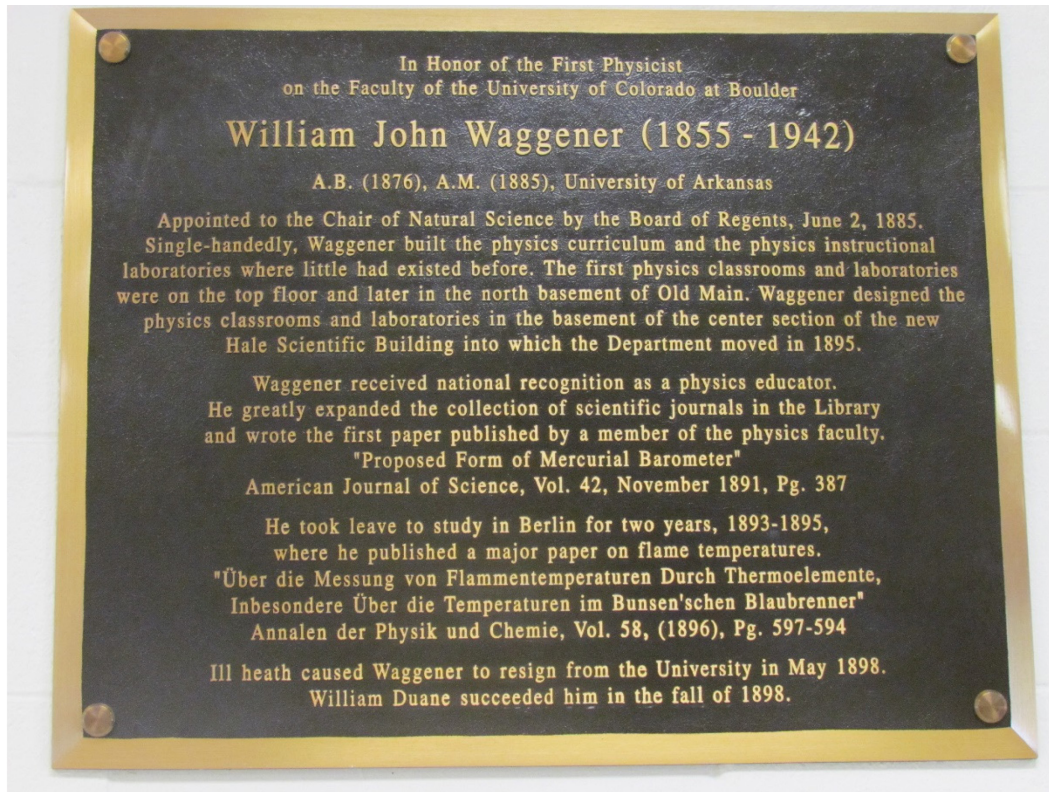 In Honor of the First Physicist
on the Faculty of the University of Colorado at Boulder
William John Waggener (1855 - 1942)
A.B. (1876), A.M. (1885), University of Arkansas
Appointed to the Chair of Natural Science by the Board of Regents, June 2, 1885.
Single-handedly, Waggener built the physics curriculum and the physics instructional
laboratories where little had existed before. The first physics classrooms and laboratories
were on the top floor and later in the north basement of Old Main. Waggener designed the
physics classrooms and laboratories in the basement of the center section of the new
Hale Scientific Building into which the Department moved in 1895.
Waggener received national recognition as a physics educator.
He greatly expanded the collection of scientific journals in the Library
and wrote the first paper published by a member of the physics faculty.
"Proposed Form of Mercurial Barometer"
American Journal of Science, Vol. 42, November 1891, Pg. 387
He took leave to study in Berlin for two years, 1893-1895,
where he published a major paper on flame temperatures.
"Über die Messung von Flammentemperaturen Durch Thermoelemente,
Inbesondere Über die Temperaturen im Bunsen'schen Blaubrenner"
Annalen der Physik und Chemie, Vol. 58, (1896), Pg. 597-594
Ill heath caused Waggener to resign from the University in May 1898.
William Duane succeeded him in the fall of 1898.